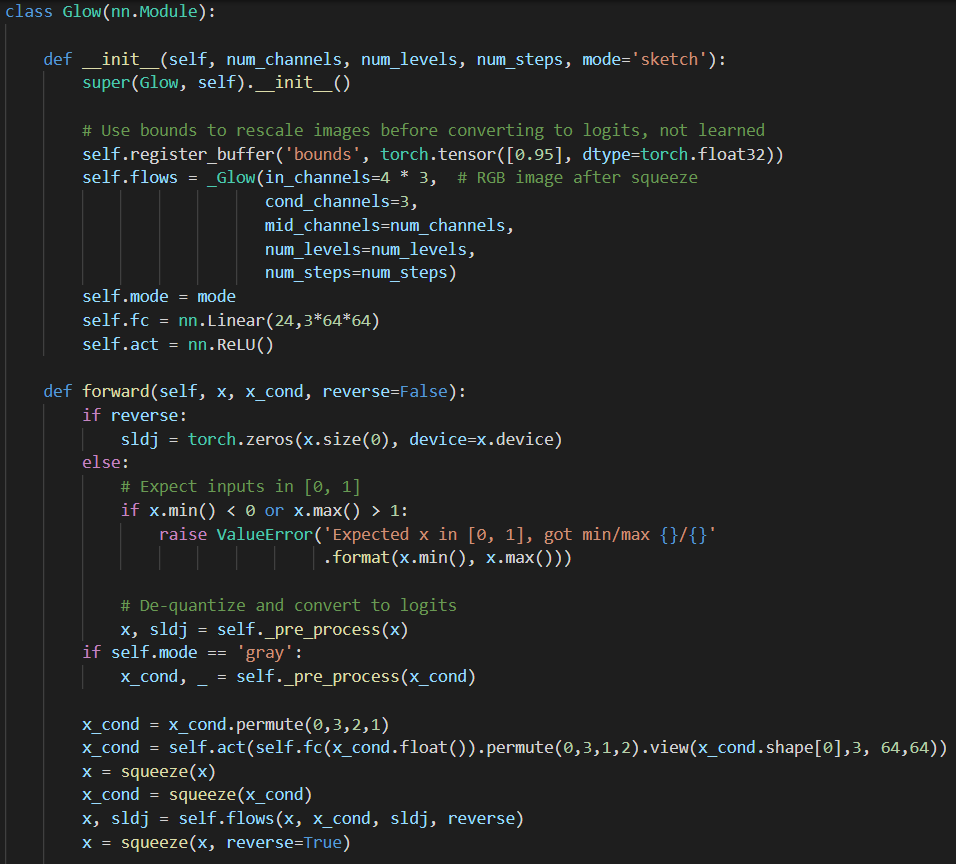 class Glow(nn.Module):
def __init__(self, num_channels, num_levels, num_steps, mode='sketch'):
super(Glow, self).__init__()
# Use bounds to rescale images before converting to logits, not learned
self.register_buffer('bounds', torch.tensor([0.95], dtype=torch.float32))
self.flows = _Glow(in_channels=4 * 3,  # RGB image after squeeze
cond_channels=3,
mid_channels=num_channels,
num_levels=num_levels,
num_steps=num_steps)
self.mode = mode
self.fc = nn.Linear(24,3*64*64)
self.act = nn.ReLU()
def forward(self, x, x_cond, reverse=False):
if reverse:
sldj = torch.zeros(x.size(0), device=x.device)
else:
# Expect inputs in [0, 1]
if x.min() < 0 or x.max() > 1:
raise ValueError('Expected x in [0, 1], got min/max {}/{}'
.format(x.min(), x.max()))
# De-quantize and convert to logits
x, sldj = self._pre_process(x)
if self.mode == 'gray':
x_cond, _ = self._pre_process(x_cond)
x_cond = x_cond.permute(0,3,2,1)
x_cond = self.act(self.fc(x_cond.float()).permute(0,3,1,2).view(x_cond.shape[0],3, 64,64))
x = squeeze(x)
x_cond = squeeze(x_cond)
x, sldj = self.flows(x, x_cond, sldj, reverse)
x = squeeze(x, reverse=True)